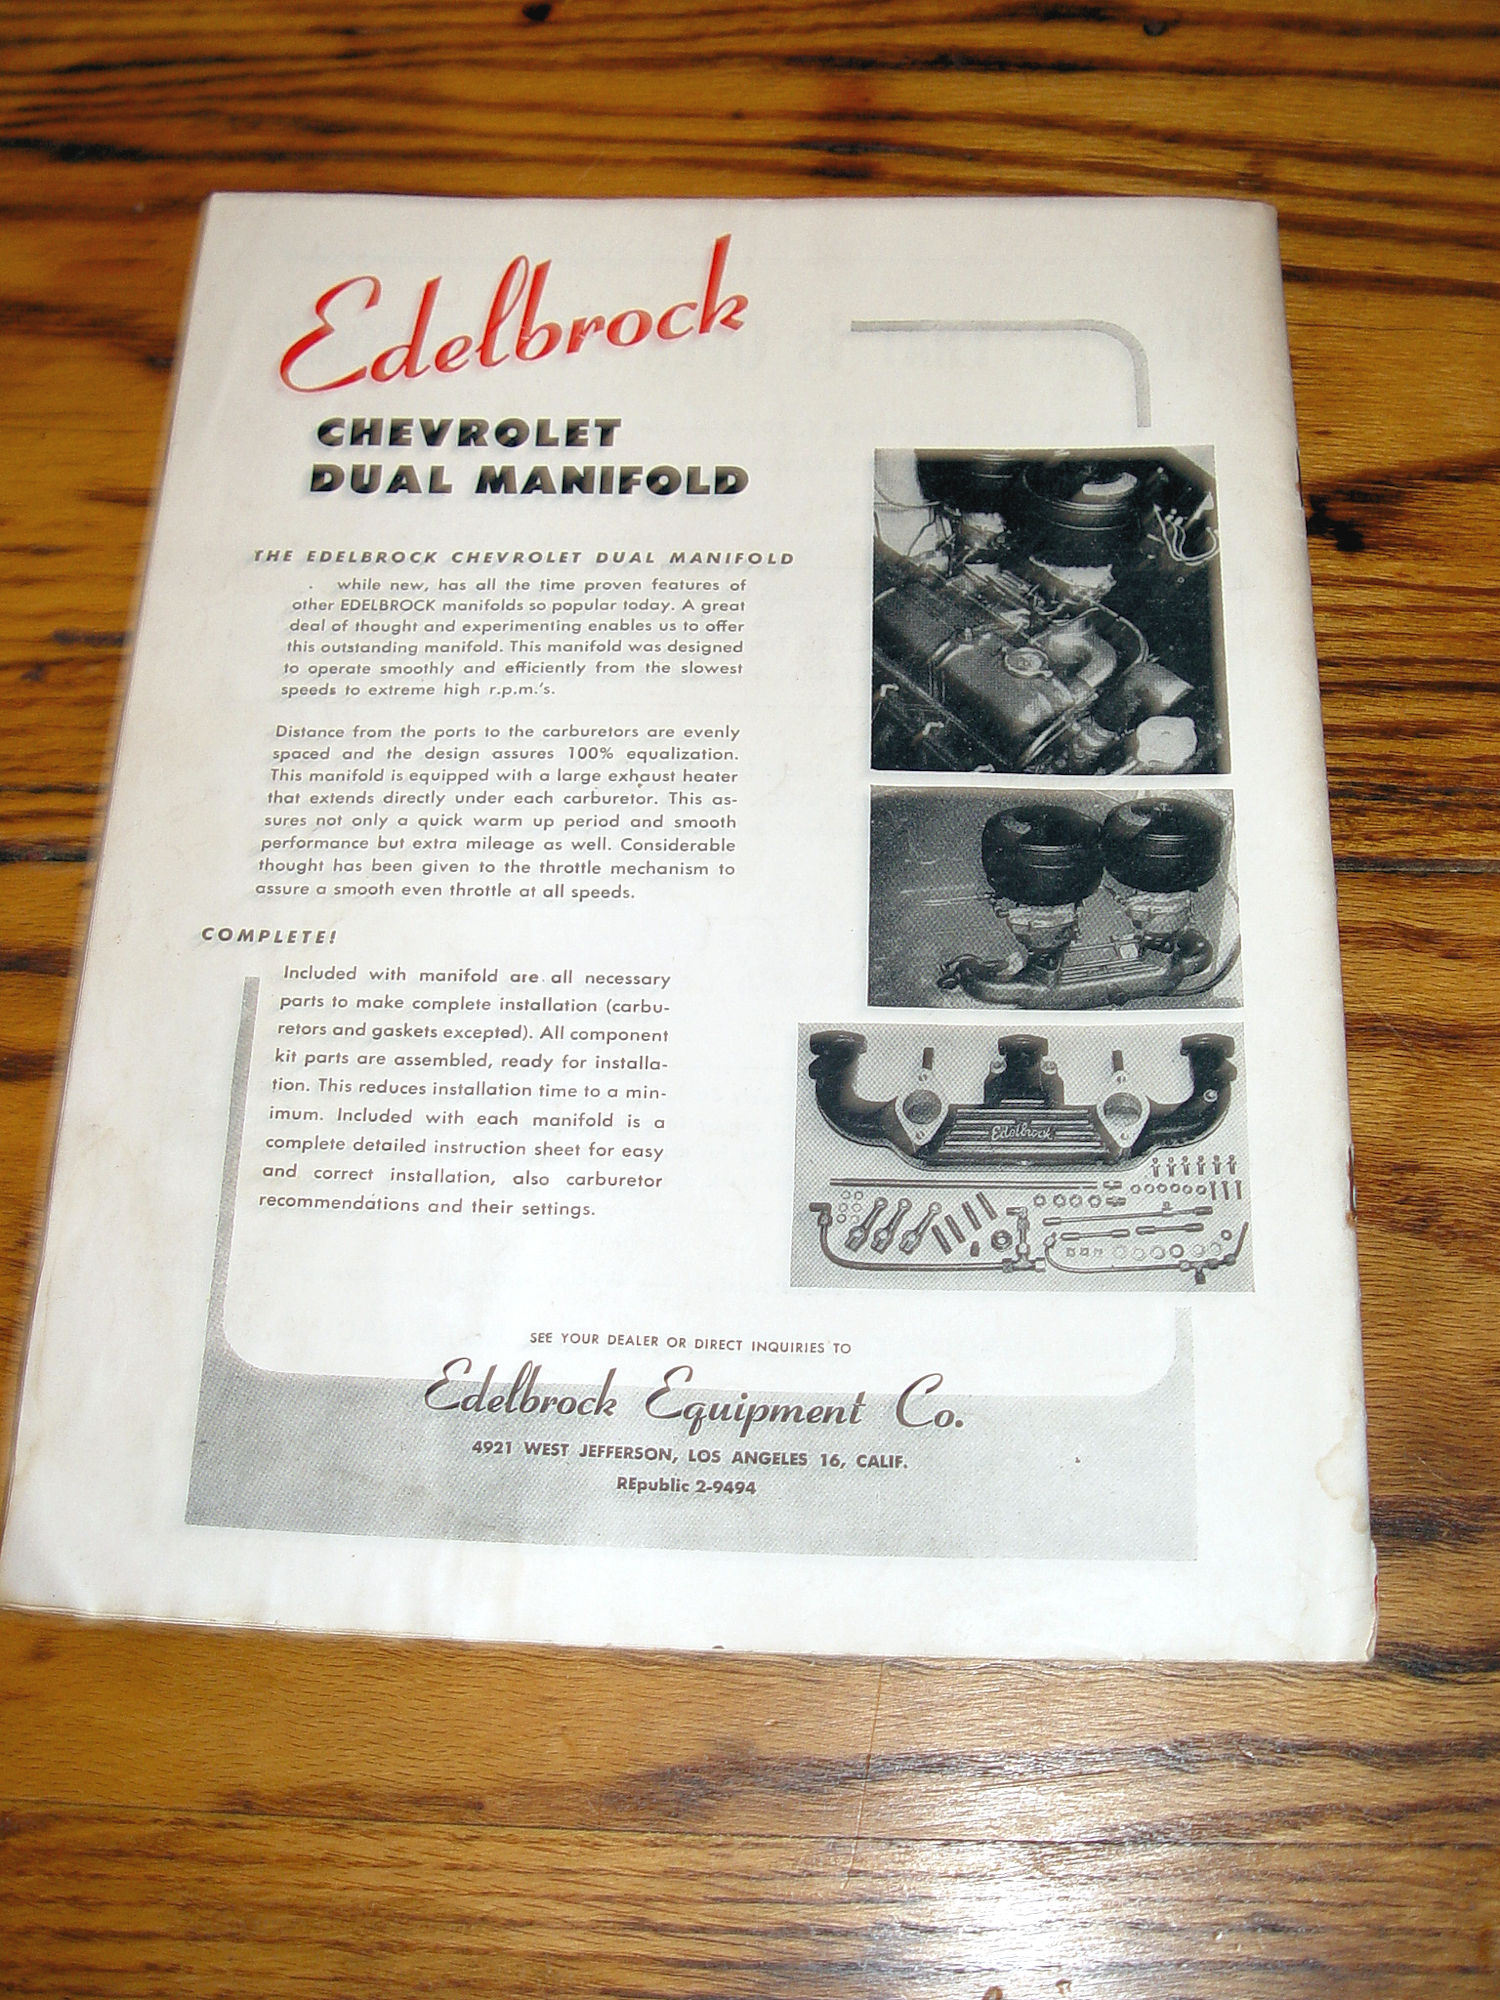 Edelbrock
CHEVROLET
DUAL MANIFOLD
THE EDELBROCK CHEVROLET DUAL MANIFOLD
while new, has all the time proven features of
other EDELBROCK manifolds so popular today. A great
deal of thought and experimenting enables us to offer
this outstanding manifold. This manifold was designed
to operate smoothly and efficiently from the slowest
speeds to extreme high r.p.m.'s.
Distance from the ports to the carburetors are evenly
spaced and the design assures 100% equalization.
This manifold is equipped with a large exhaust heater
that extends directly under each carburetor. This as-
sures not only a quick warm up period and smooth
performance but extra mileage as well. Considerable
thought has been given to the throttle mechanism to
assure a smooth even throttle at all speeds.
COMPLETE!
Included with manifold are all necessary
parts to make complete installation (carbu-
retors and gaskets excepted). All component
kit parts are assembled, ready for installa-
tion. This reduces installation time to a min-
imum. Included with each manifold is a
complete detailed instruction sheet for easy
and correct installation, also carburetor
recommendations and their settings.
Edelbrock
SEE YOUR DEALER OR DIRECT INQUIRIES TO
Edelbrock Equipment Co.
4921 WEST JEFFERSON, LOS ANGELES 16, CALIF.
REpublic 2-9494